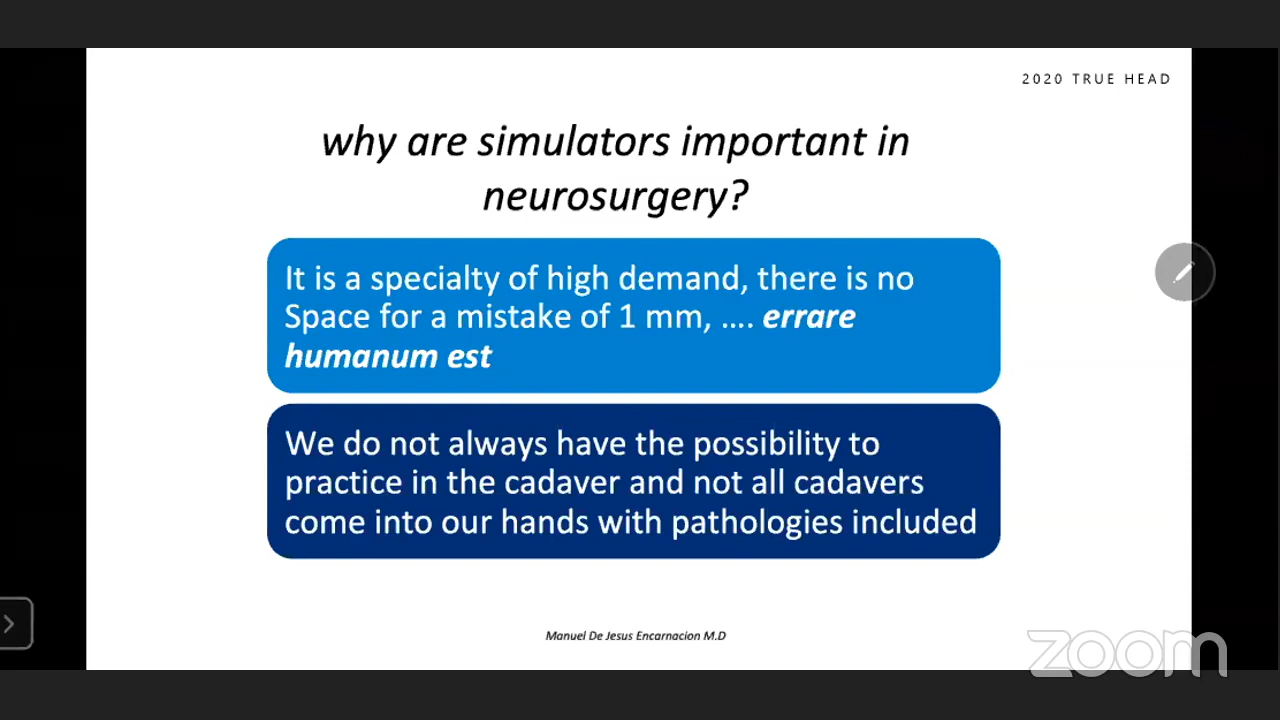 2020 TRUE HEAD
why are simulators important in
neurosurgery?
It is a specialty of high demand, there is no
Space for a mistake of 1 mm, .... errare
humanum est
We do not always have the possibility to
practice in the cadaver and not all cadavers
come into our hands with pathologies included
Manuel De Jesus Encarnacion M.D
zoom